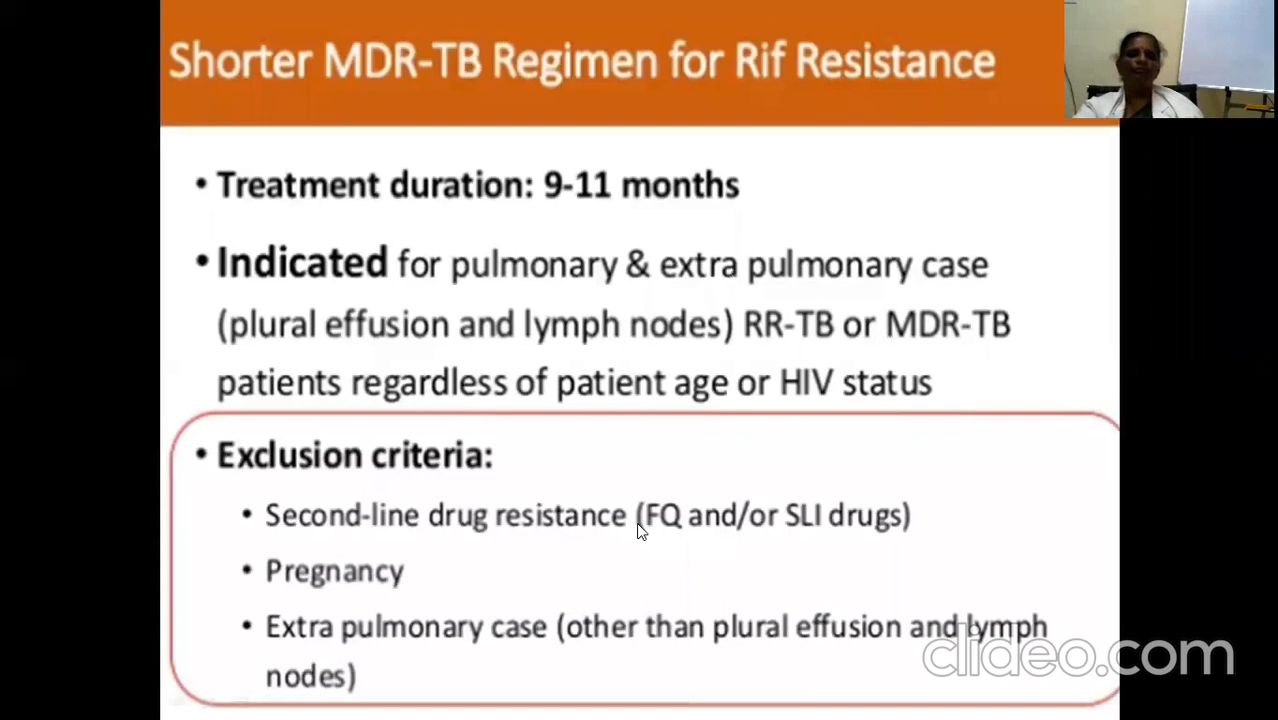 Shorter MDR-TB Regimen for Rif Resistance
• Treatment duration: 9-11 months
• Indicated for pulmonary & extra pulmonary case
(plural effusion and lymph nodes) RR-TB or MDR-TB
patients regardless of patient age or HIV status
• Exclusion criteria:
• Second-line drug resistance (FQ and/or SLI drugs)
• Pregnancy
• Extra pulmonary case (other than plural effusion and lymph
nodes)
clideo.com